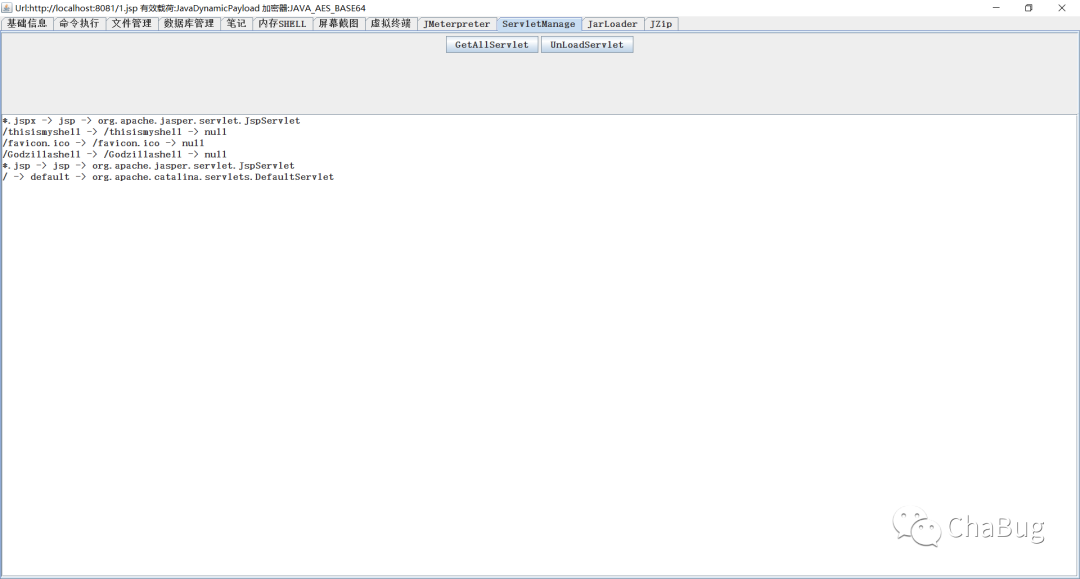 Url:http://localhost:8081/1.jsp 有效载荷:JavaDynamicPayload 加密器:JAVA_AES_BASE64
基础信息 命令执行 文件管理 数据库管理 笔记 内存SHELL 屏幕截图 虚拟终端 JMeterpreter ServletManage JarLoader JZip
GetAllServlet UnLoadServlet
*.jspx -> jsp -> org.apache.jasper.servlet.JspServlet
/thisismyshell -> /thisismyshell -> null
/favicon.ico -> /favicon.ico -> null
/Godzillashell -> /Godzillashell -> null
*.jsp -> jsp -> org.apache.jasper.servlet.JspServlet
/ -> default -> org.apache.catalina.servlets.DefaultServlet
ChaBug